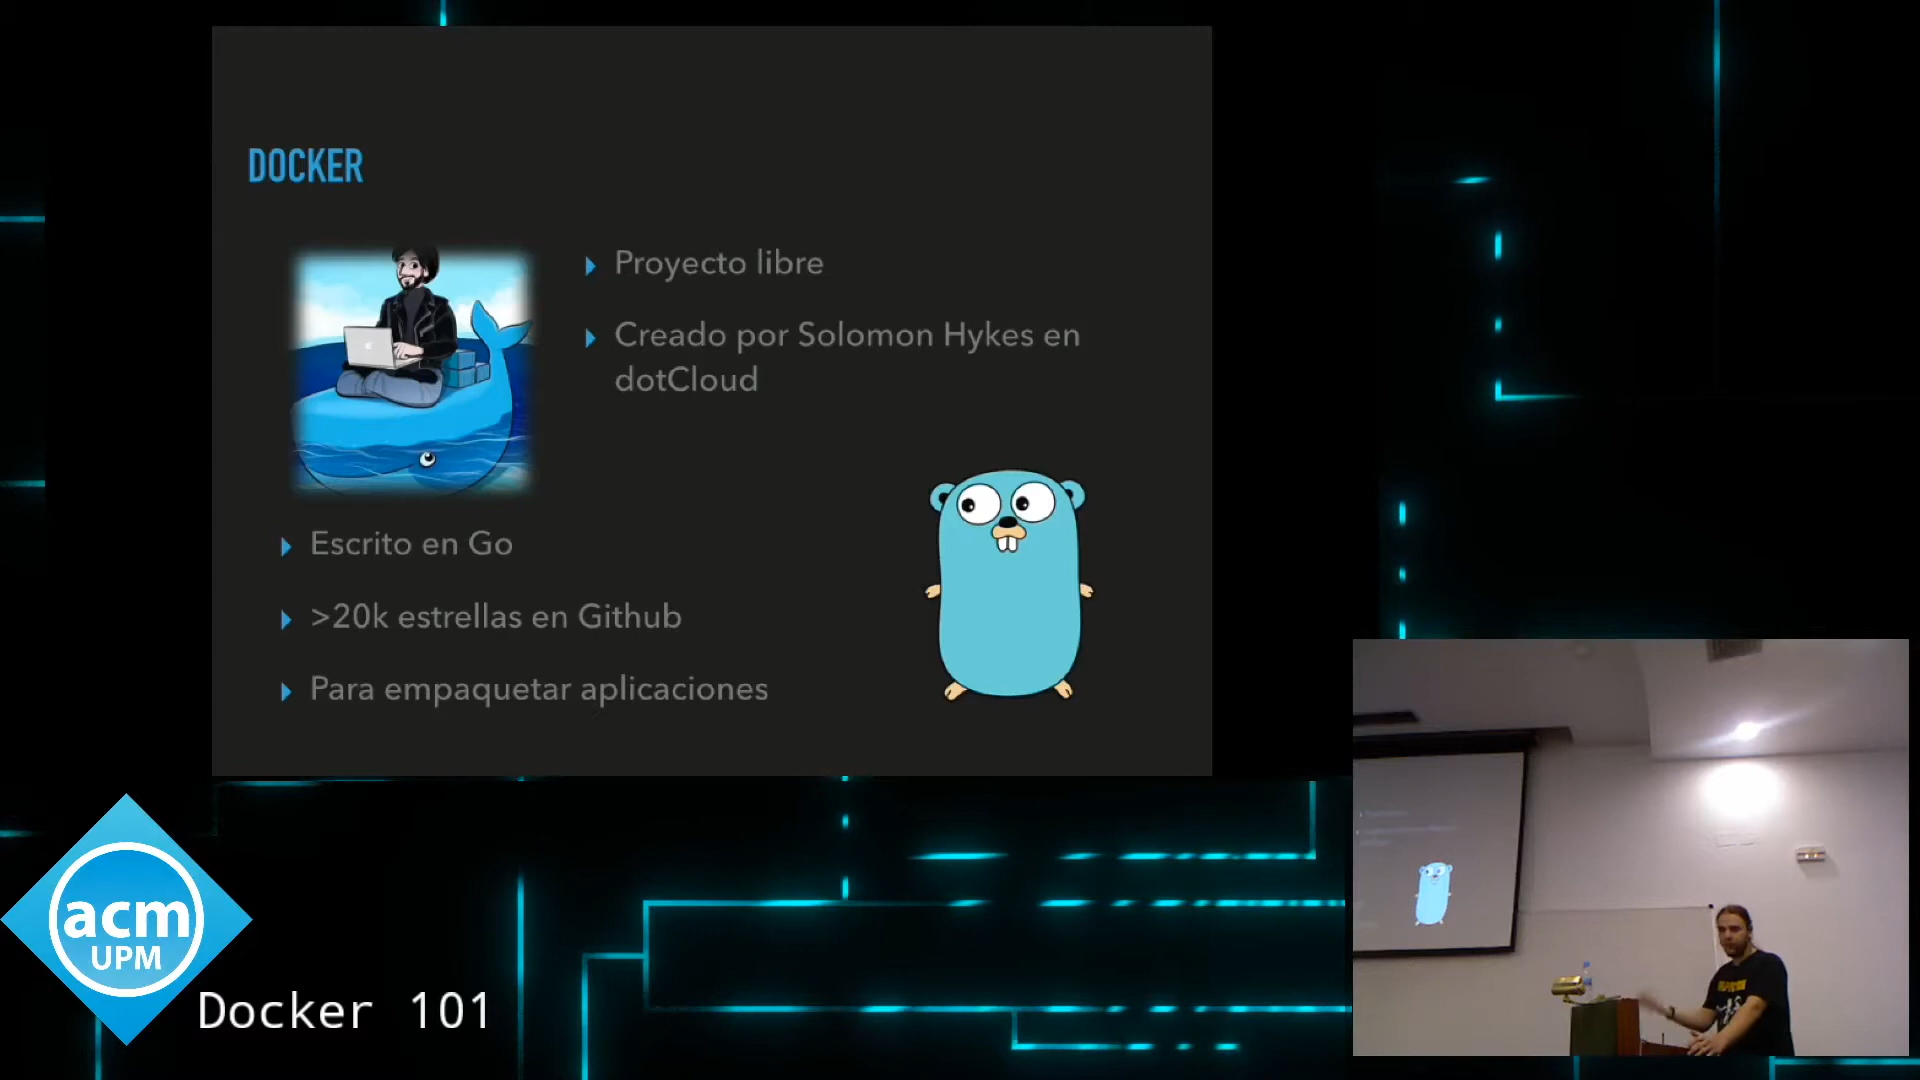 DOCKER
Proyecto libre
Creado por Solomon Hykes en
dotCloud
Escrito en Go
>20k estrellas en Github
Para empaquetar aplicaciones
acm
UPM
Docker 101